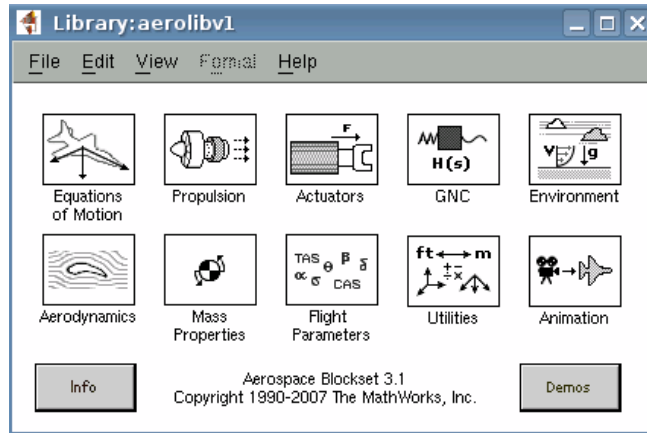 Library:aerolibv1
File Edit View Format Help
F
H(s)
V g
Equations of Motion
Propulsion
Actuators
GNC
Environment
TAS θ β δ
α σ CAS
ft m
+ − ÷ ×
Aerodynamics
Mass Properties
Flight Parameters
Utilities
Animation
Info
Aerospace Blockset 3.1
Copyright 1990-2007 The MathWorks, Inc.
Demos